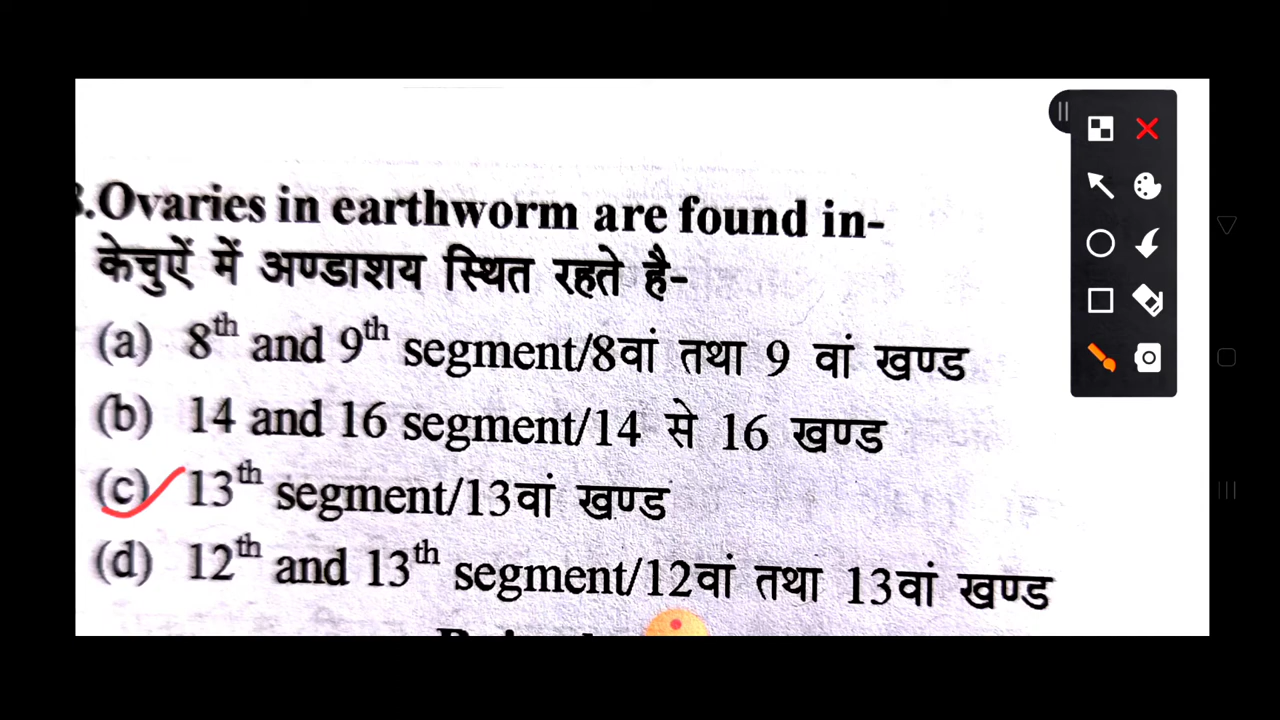 .Ovaries in earthworm are found in-
केचुऐं में अण्डाशय स्थित रहते है-
(a) 8th and 9th segment/8वां तथा 9 वां खण्ड
(b) 14 and 16 segment/14 से 16 खण्ड
(c) 13th segment/13वां खण्ड
(d) 12th and 13th segment/12वां तथा 13वां खण्ड